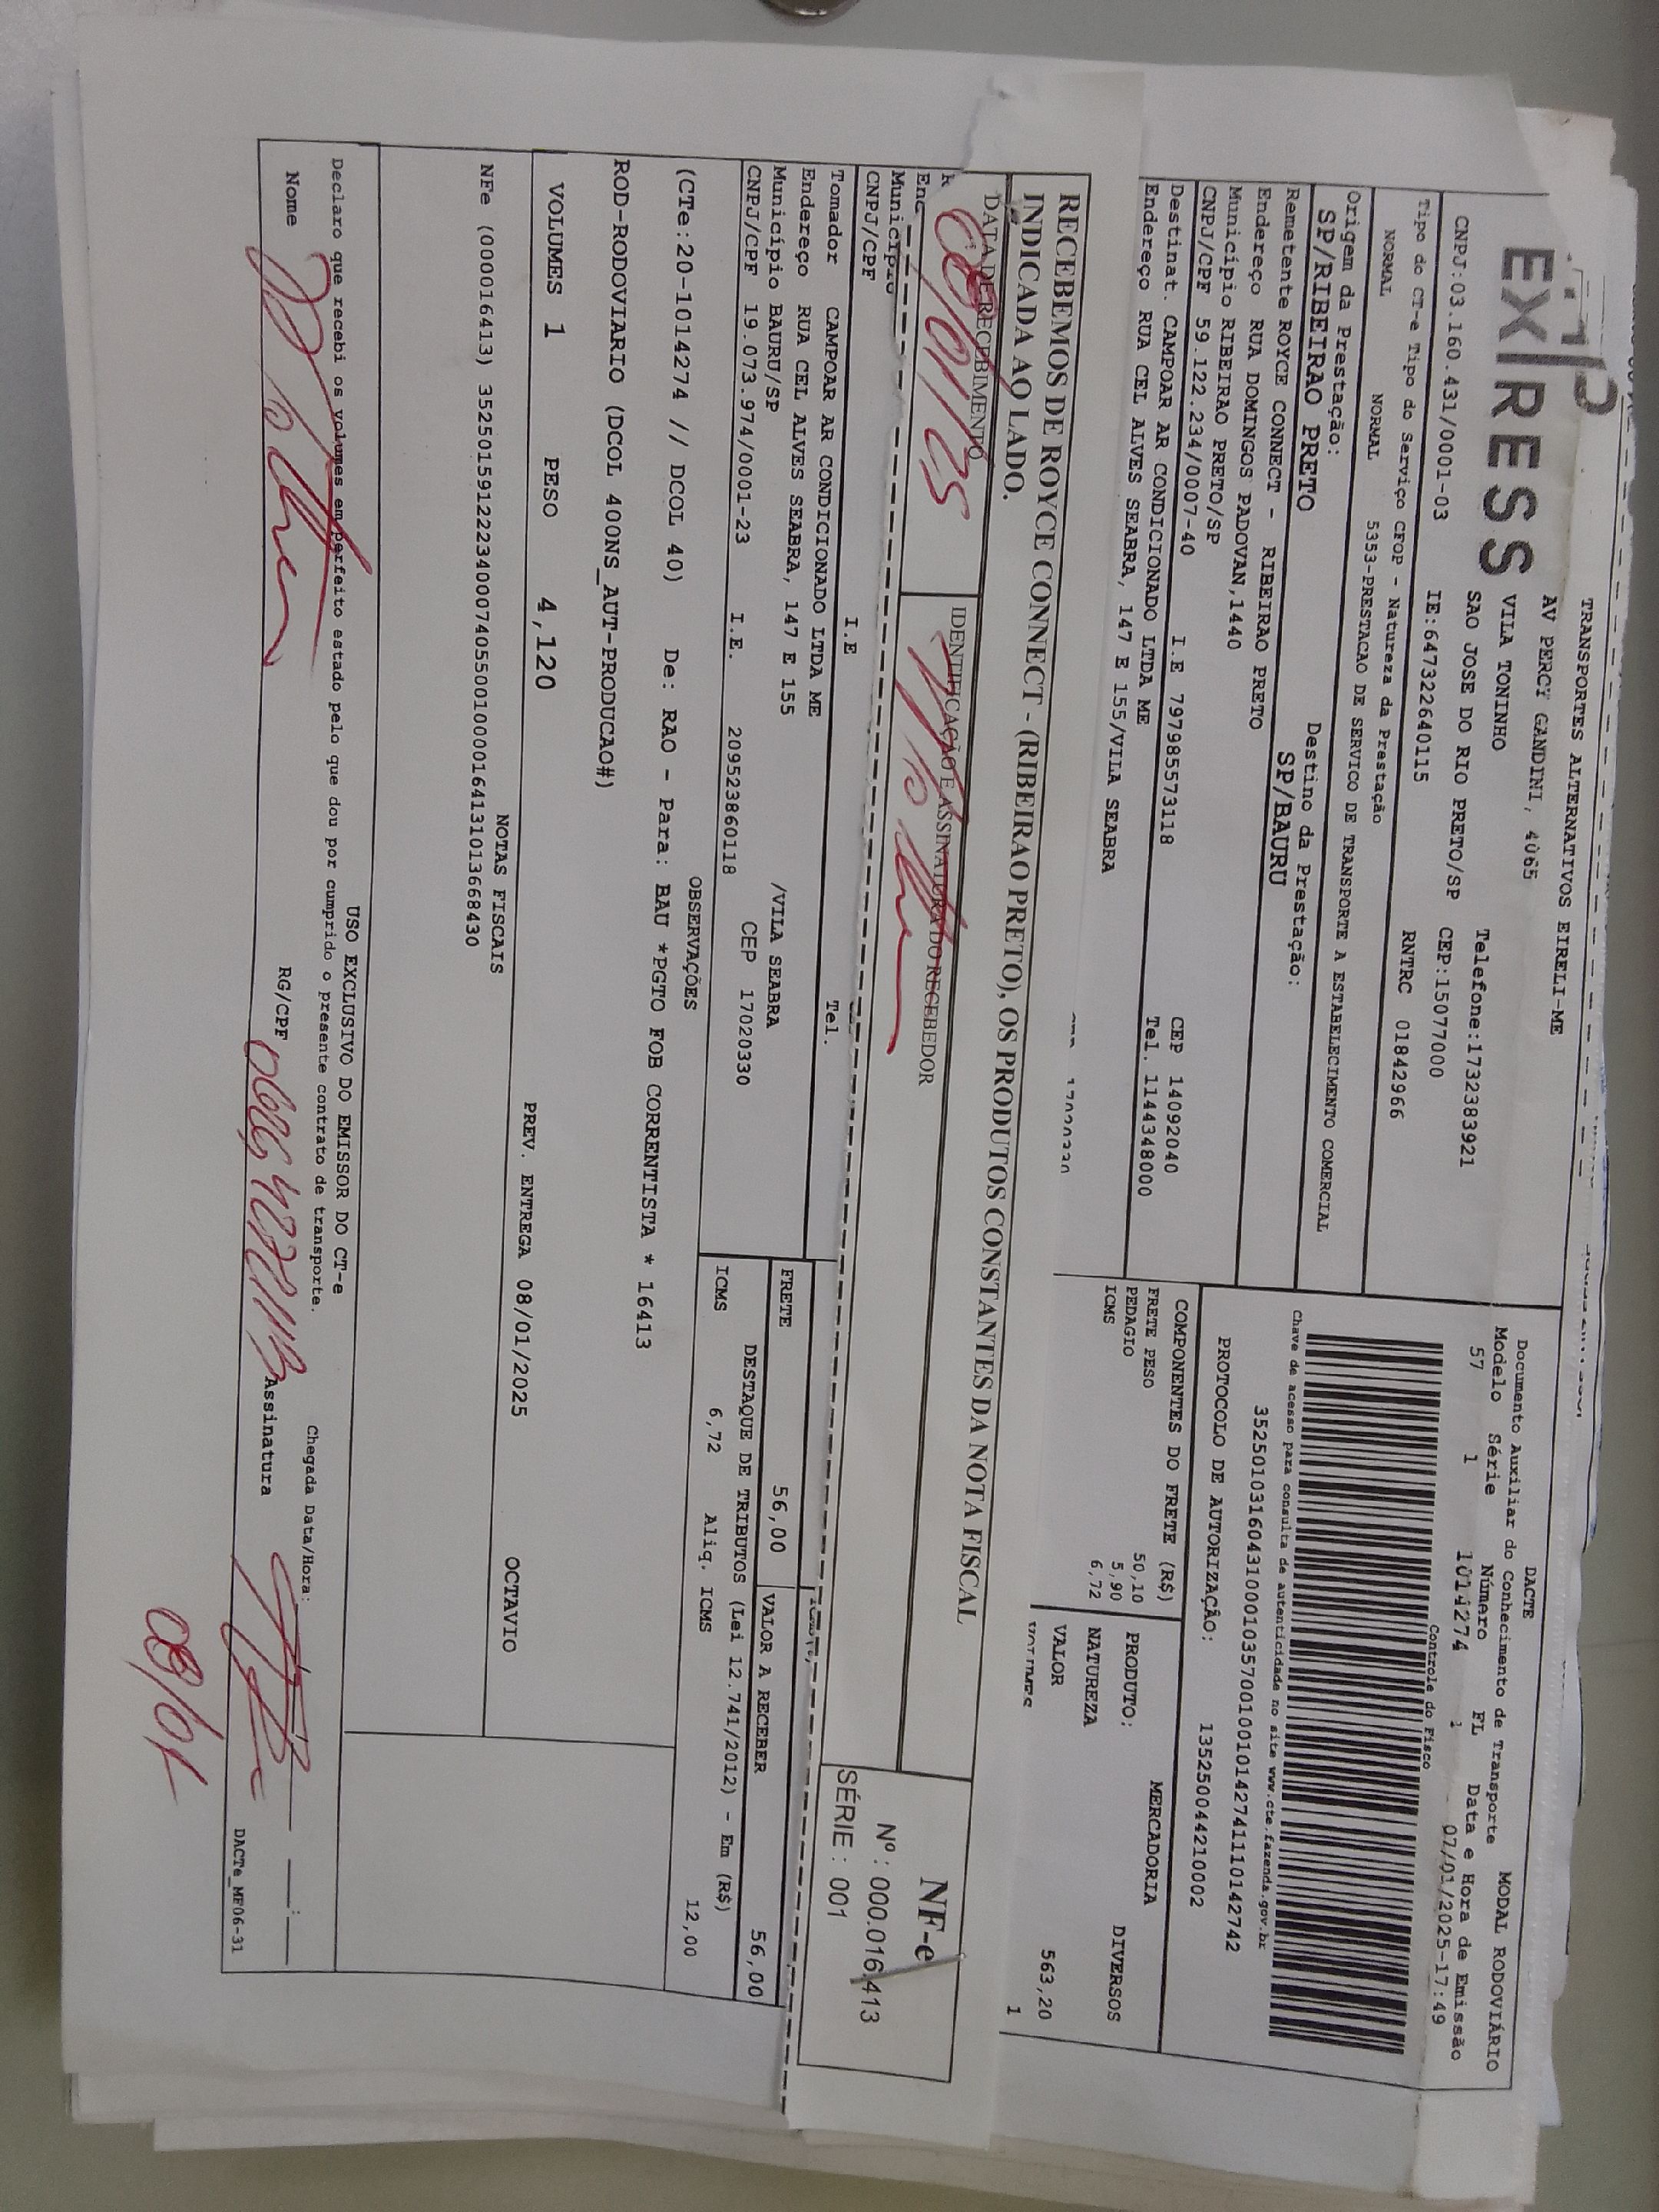 EXPRESS
TRANSPORTES ALTERNATIVOS EIRELI-ME
AV PERCY GANDINI, 4065
VILA TONINHO
Telefone:1732383921
SAO JOSE DO RIO PRETO/SP CEP:15077000
CNPJ:03.160.431/0001-03 IE:647322640115 RNTRC 01842966
Tipo do CT-e Tipo do Serviço CFOP - Natureza da Prestação
NORMAL NORMAL 5353-PRESTACAO DE SERVICO DE TRANSPORTE A ESTABELECIMENTO COMERCIAL
Origem da Prestação: Destino da Prestação:
SP/RIBEIRAO PRETO SP/BAURU
DACTE MODAL RODOVIÁRIO
Documento Auxiliar do Conhecimento de Transporte
Modelo Série Número FL Data e Hora de Emissão
57 1 1014274 1 07/01/2025-17:49
Controle do Fisco
Chave de acesso para consulta de autenticidade no site www.cte.fazenda.gov.br
3525010316043100010357001001014274110142742
PROTOCOLO DE AUTORIZAÇÃO: 135250044210002
Remetente ROYCE CONNECT - RIBEIRAO PRETO
Endereço RUA DOMINGOS PADOVAN,1440
Município RIBEIRAO PRETO/SP CEP 14092040
CNPJ/CPF 59.122.234/0007-40 I.E 797985573118 Tel. 1144348000
Destinat. CAMPOAR AR CONDICIONADO LTDA ME
Endereço RUA CEL ALVES SEABRA, 147 E 155/VILA SEABRA
17020330
COMPONENTES DO FRETE (R$)
FRETE PESO 50,10
PEDAGIO 5,90
ICMS 6,72
MERCADORIA
PRODUTO: DIVERSOS
NATUREZA
VALOR 563,20
VOLUMES 1
RECEBEMOS DE ROYCE CONNECT - (RIBEIRAO PRETO), OS PRODUTOS CONSTANTES DA NOTA FISCAL
INDICADA AO LADO.
DATA DE RECEBIMENTO IDENTIFICAÇÃO E ASSINATURA DO RECEBEDOR
08/01/25
NF-e
Nº : 000.016.413
SÉRIE : 001
Município
CNPJ/CPF I.E
Tomador CAMPOAR AR CONDICIONADO LTDA ME Tel.
Endereço RUA CEL ALVES SEABRA, 147 E 155 /VILA SEABRA
Município BAURU/SP CEP 17020330
CNPJ/CPF 19.073.974/0001-23 I.E. 209523860118
FRETE 56,00 VALOR A RECEBER 56,00
DESTAQUE DE TRIBUTOS (Lei 12.741/2012) - Em (R$)
ICMS 6,72 Aliq. ICMS 12,00
OBSERVAÇÕES
(CTe:20-1014274 // DCOL 40) De: RAO - Para: BAU *PGTO FOB CORRENTISTA * 16413
ROD-RODOVIARIO (DCOL 400NS_AUT-PRODUCAO#)
VOLUMES 1 PESO 4,120 PREV. ENTREGA 08/01/2025 OCTAVIO
NOTAS FISCAIS
NFe (000016413) 35250159122234000740550010000164131013668430
USO EXCLUSIVO DO EMISSOR DO CT-e
Declaro que recebi os volumes em perfeito estado pelo que dou por cumprido o presente contrato de transporte.
Chegada Data/Hora:
Nome RG/CPF Assinatura
08/01
DACTe_MF06-31